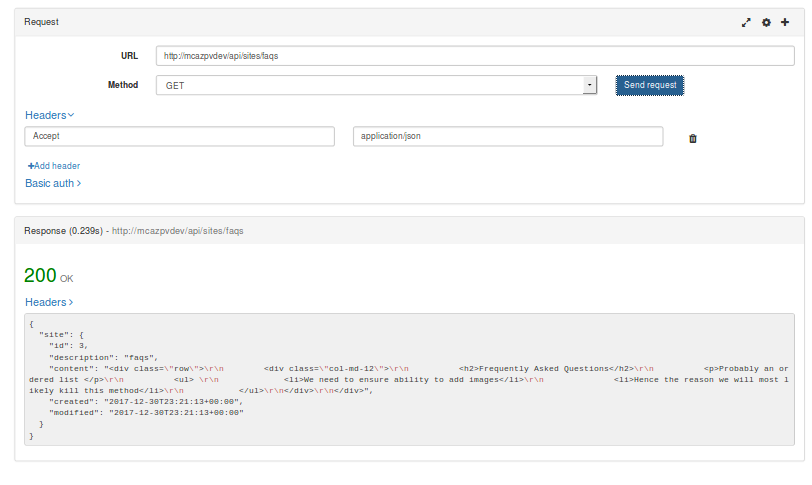 Request
URL http://mcazpvdev/api/sites/faqs
Method GET Send request
Headers
Accept application/json
+Add header
Basic auth
Response (0.239s) - http://mcazpvdev/api/sites/faqs
200 OK
Headers
{
"site": {
"id": 3,
"description": "faqs",
"content": "<div class=\"row\">\r\n <div class=\"col-md-12\">\r\n <h2>Frequently Asked Questions</h2>\r\n <p>Probably an or
dered list </p>\r\n <ul> \r\n <li>We need to ensure ability to add images</li>\r\n <li>Hence the reason we will most l
ikely kill this method</li>\r\n </ul>\r\n</div>\r\n</div>",
"created": "2017-12-30T23:21:13+00:00",
"modified": "2017-12-30T23:21:13+00:00"
}
}